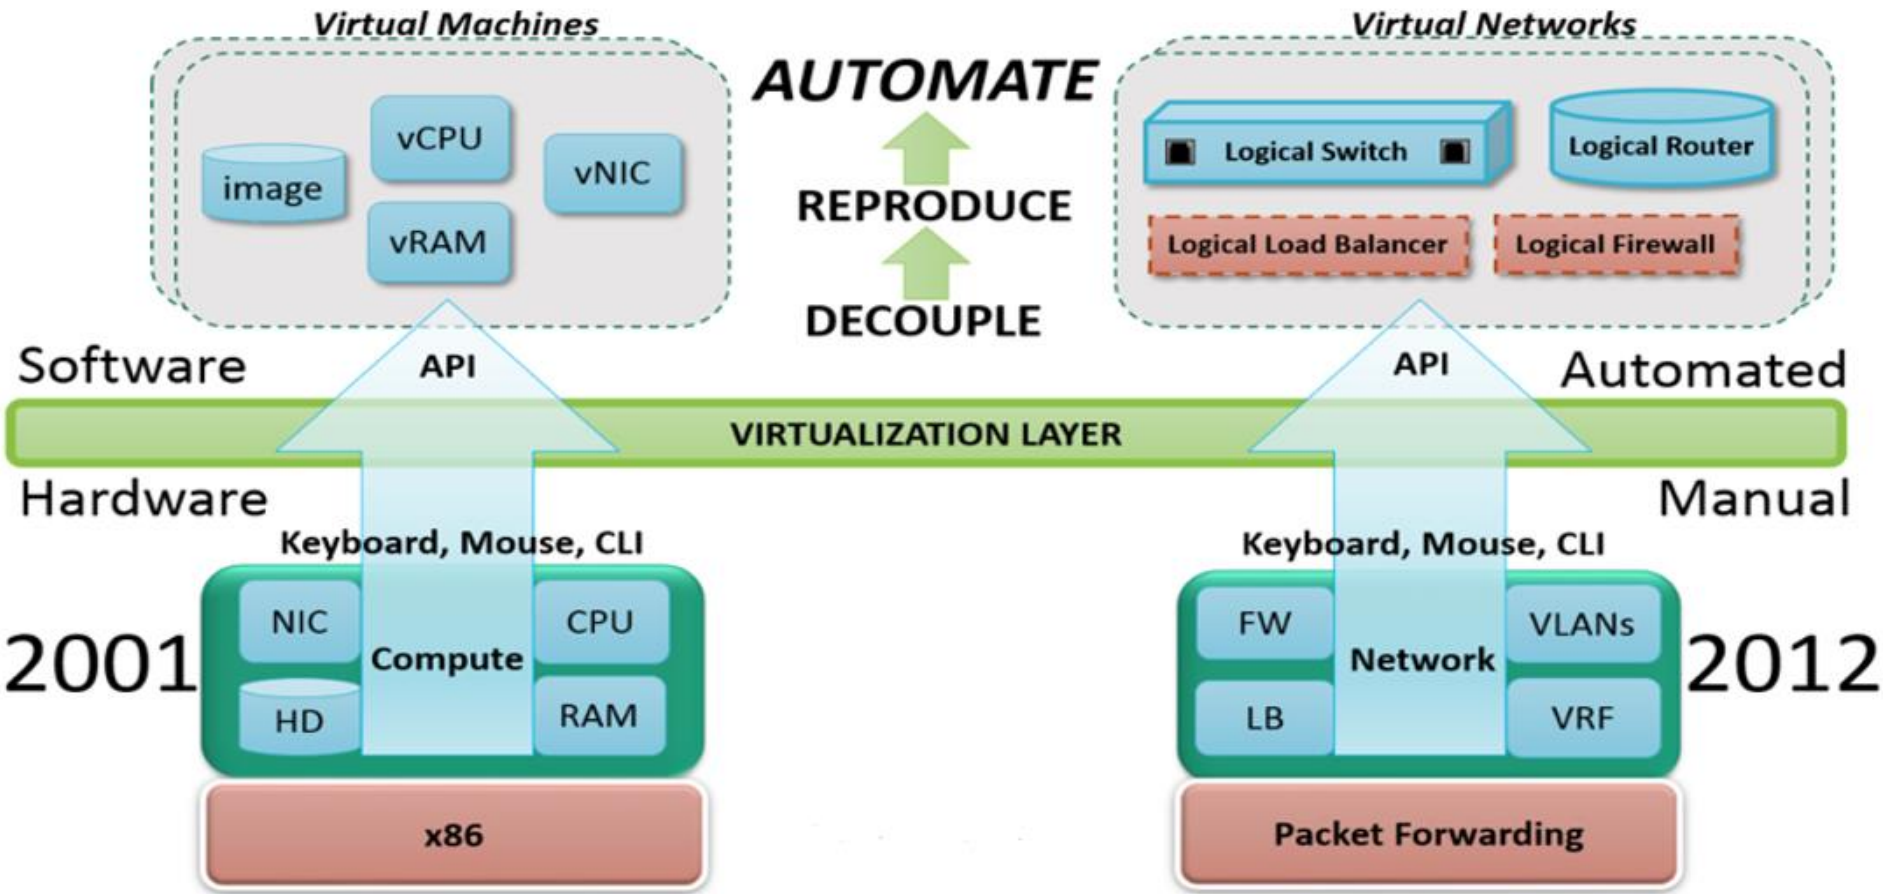 Virtual Machines
Virtual Networks
AUTOMATE
vCPU
image
vNIC
vRAM
REPRODUCE
DECOUPLE
Logical Switch
Logical Router
Logical Load Balancer
Logical Firewall
Software
API
API
Automated
VIRTUALIZATION LAYER
Hardware
Manual
Keyboard, Mouse, CLI
Keyboard, Mouse, CLI
2001
NIC
CPU
Compute
HD
RAM
x86
FW
VLANs
Network
LB
VRF
2012
Packet Forwarding